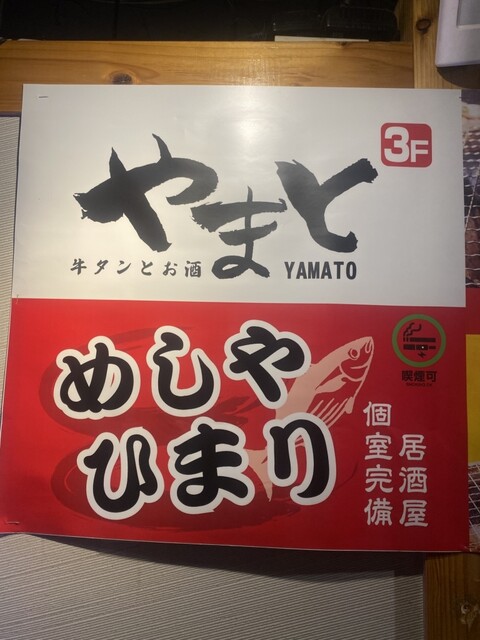 3F
やまと
牛タンとお酒
YAMATO
めしや
ひまり
喫煙可
居酒屋
個室完備